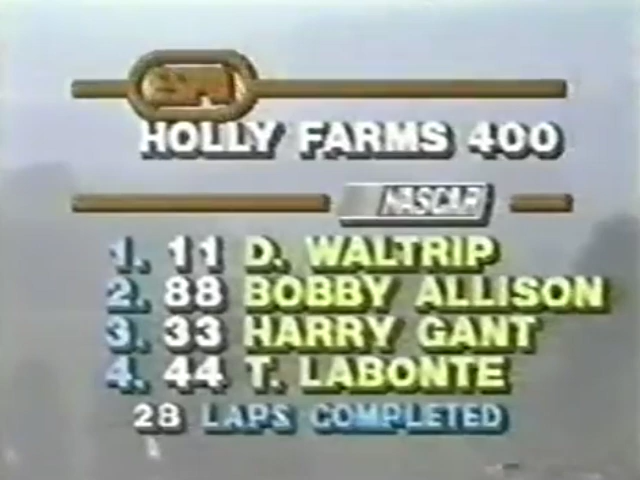 HOLLY FARMS 400
NASCAR
1. 11 D. WALTRIP
2. 88 BOBBY ALLISON
3. 33 HARRY GANT
4. 44 T. LABONTE
28 LAPS COMPLETED